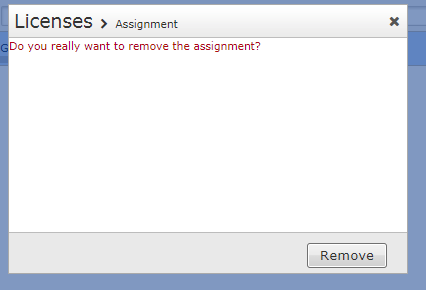 Licenses > Assignment
Do you really want to remove the assignment?
Remove